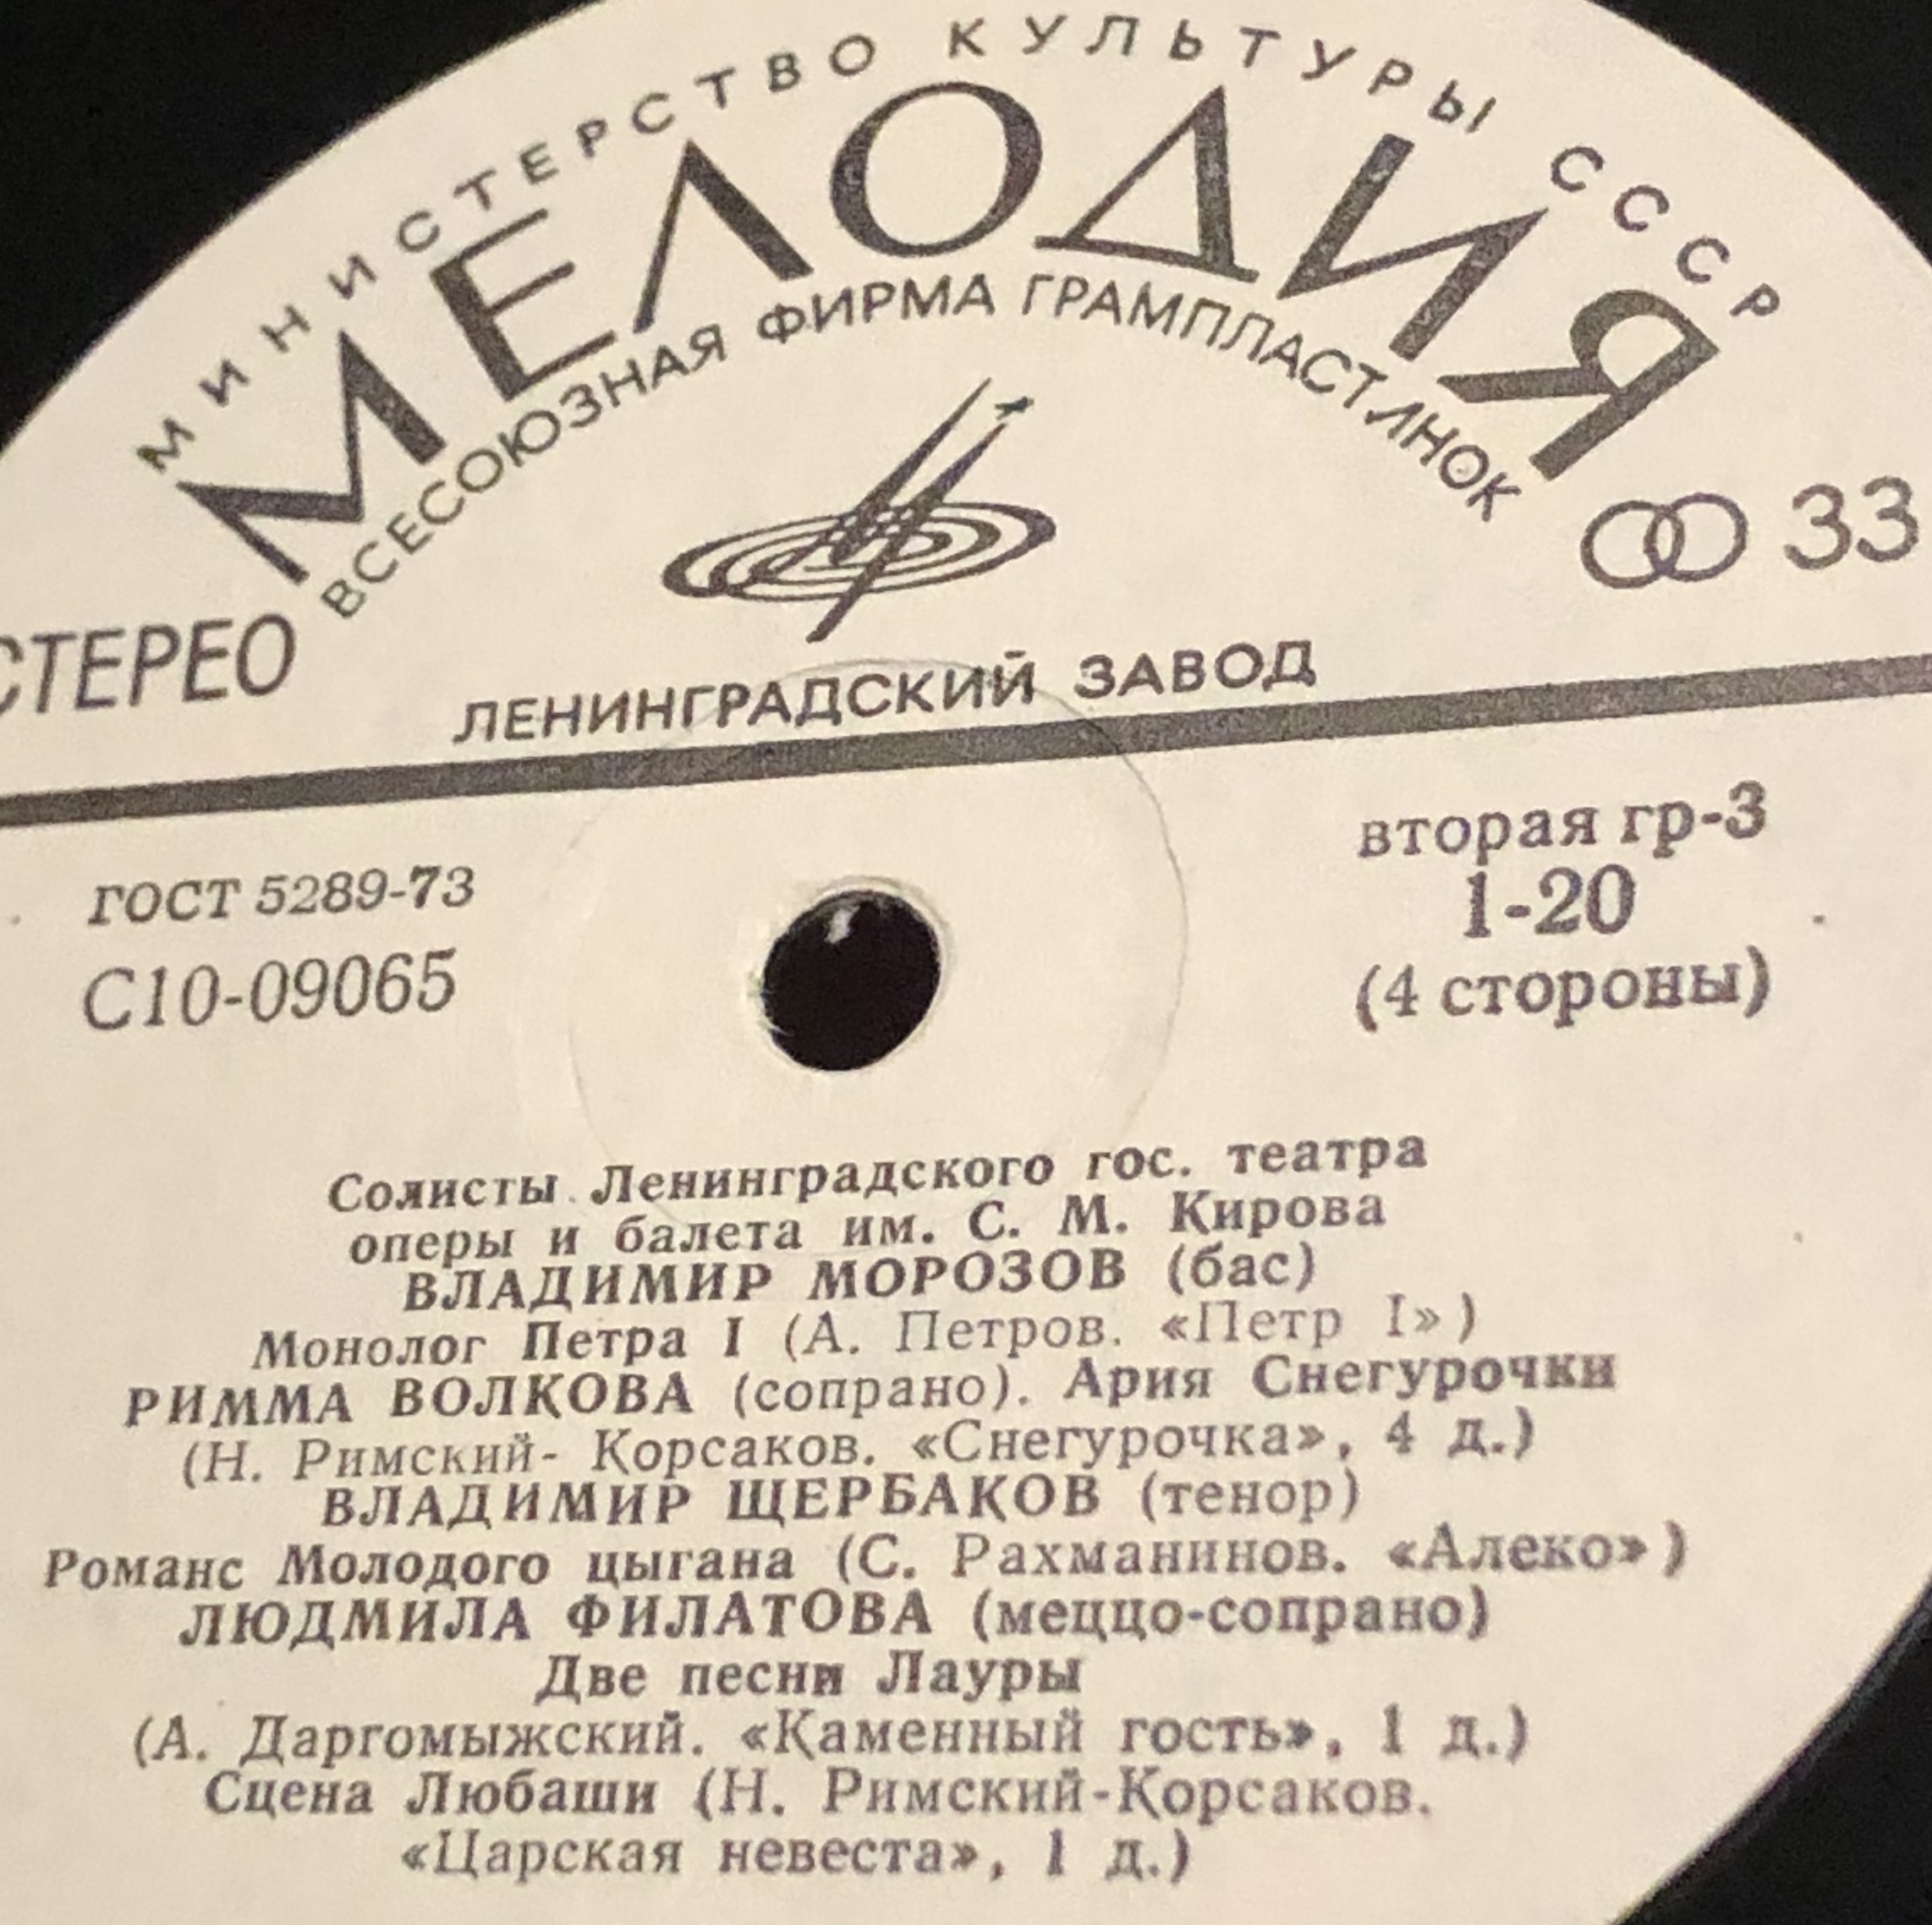 МИНИСТЕРСТВО КУЛЬТУРЫ СССР
МЕЛОДИЯ
ВСЕСОЮЗНАЯ ФИРМА ГРАМПЛАСТИНОК
33
СТЕРЕО
ЛЕНИНГРАДСКИЙ ЗАВОД
ГОСТ 5289-73
С10-09065
вторая гр-3
1-20
(4 стороны)
Солисты Ленинградского гос. театра
оперы и балета им. С. М. Кирова
ВЛАДИМИР МОРОЗОВ (бас)
Монолог Петра I (А. Петров. «Петр I»)
РИММА ВОЛКОВА (сопрано). Ария Снегурочки
(Н. Римский- Корсаков. «Снегурочка», 4 д.)
ВЛАДИМИР ЩЕРБАКОВ (тенор)
Романс Молодого цыгана (С. Рахманинов. «Алеко»)
ЛЮДМИЛА ФИЛАТОВА (меццо-сопрано)
Две песни Лауры
(А. Даргомыжский. «Каменный гость», 1 д.)
Сцена Любаши (Н. Римский-Корсаков.
«Царская невеста», 1 д.)